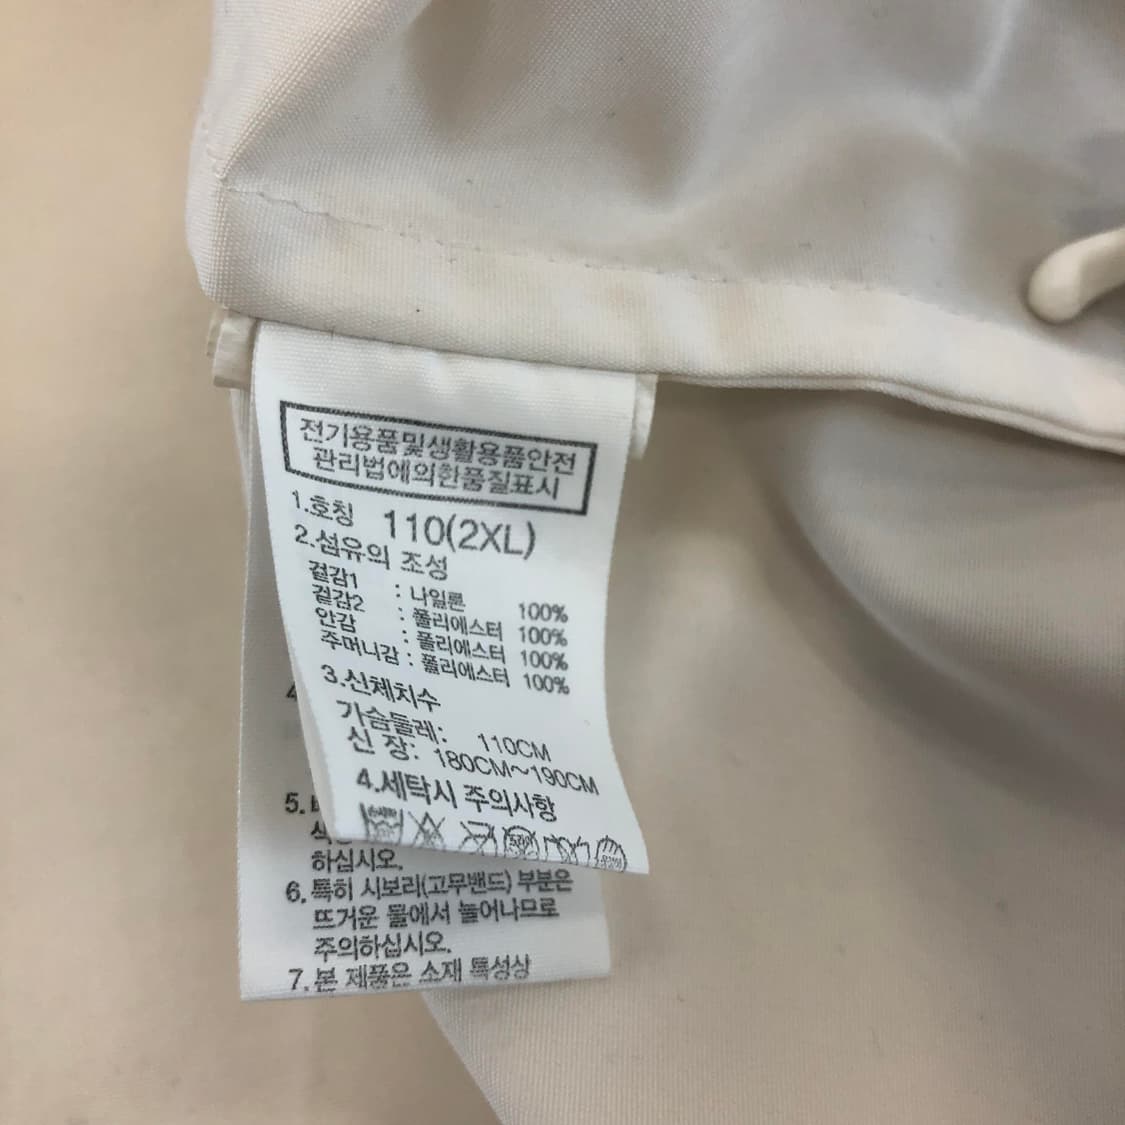 전기용품및생활용품안전
관리법에의한품질표시
1.호칭 110(2XL)
2.섬유의 조성
겉감1 : 나일론 100%
겉감2 : 폴리에스터 100%
안감 : 폴리에스터 100%
주머니감 : 폴리에스터 100%
3.신체치수
가슴둘레: 110CM
신 장: 180CM~190CM
4.세탁시 주의사항
5.
하십시오.
6.특히 시보리(고무밴드) 부분은
뜨거운 물에서 늘어나므로
주의하십시오.
7.본 제품은 소재 특성상